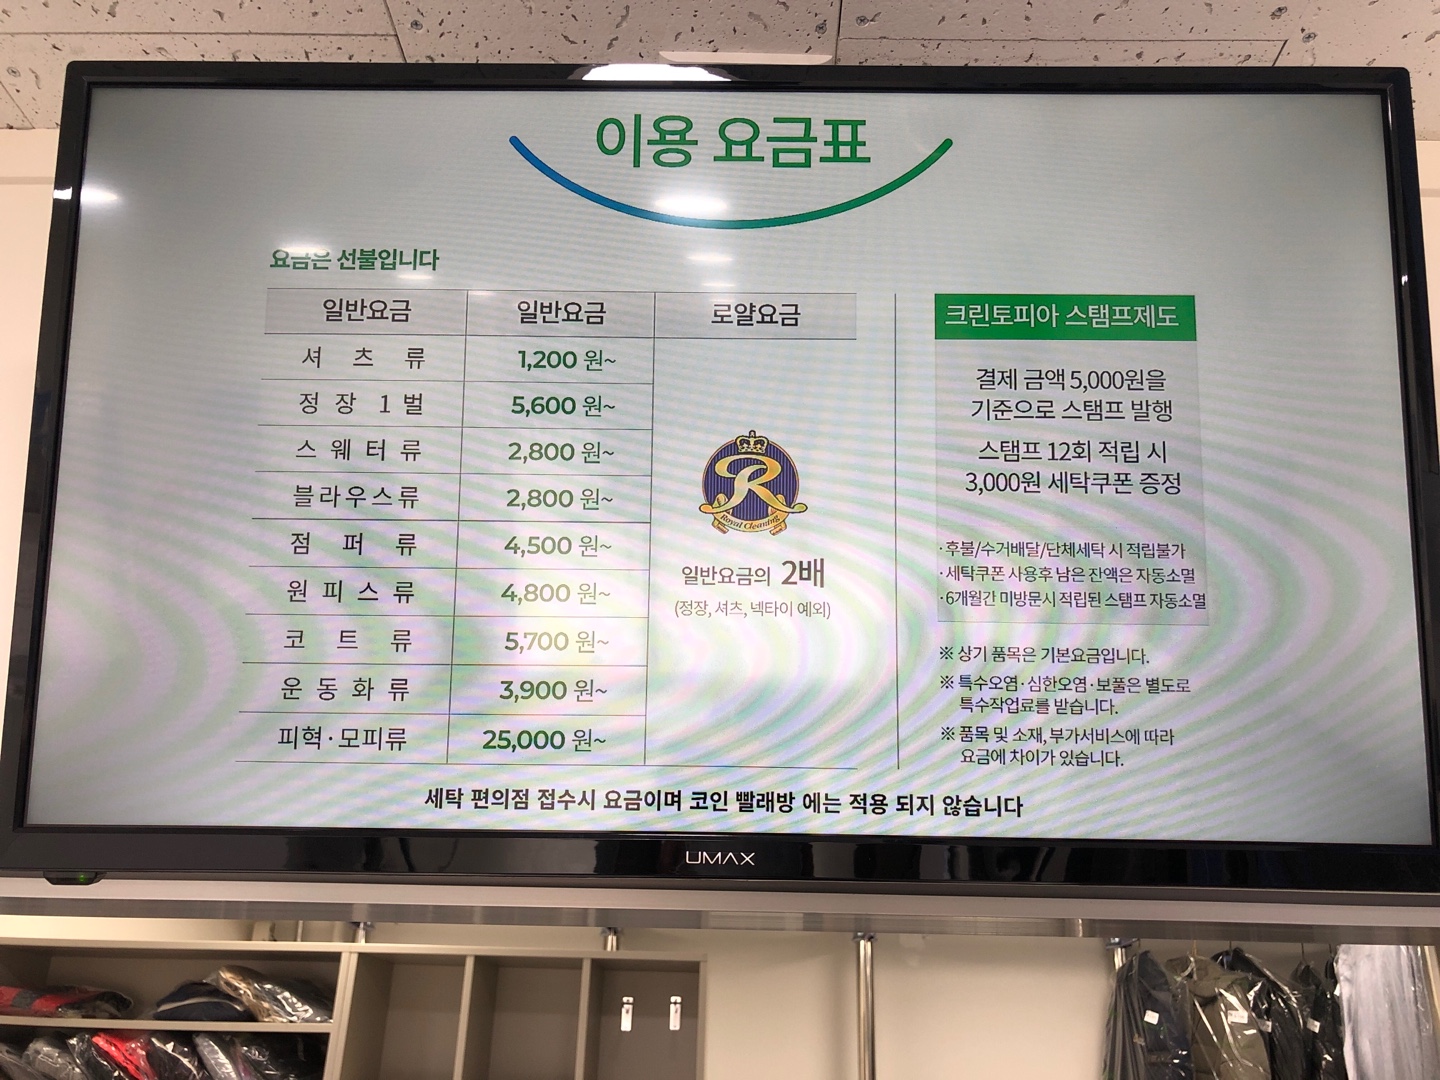 이용 요금표
요금은 선불입니다
일반요금 일반요금 로얄요금
셔 츠 류 1,200 원~
정 장 1 벌 5,600 원~
스 웨 터 류 2,800 원~
블라우스류 2,800 원~
점 퍼 류 4,500 원~
원 피 스 류 4,800 원~
코 트 류 5,700 원~
운 동 화 류 3,900 원~
피혁·모피류 25,000 원~
R
Royal Cleaning
일반요금의 2배
(정장, 셔츠, 넥타이 예외)
크린토피아 스탬프제도
결제 금액 5,000원을
기준으로 스탬프 발행
스탬프 12회 적립 시
3,000원 세탁쿠폰 증정
·후불/수거배달/단체세탁 시 적립불가
·세탁쿠폰 사용후 남은 잔액은 자동소멸
·6개월간 미방문시 적립된 스탬프 자동소멸
※ 상기 품목은 기본요금입니다.
※ 특수오염·심한오염·보풀은 별도로
특수작업료를 받습니다.
※ 품목 및 소재, 부가서비스에 따라
요금에 차이가 있습니다.
세탁 편의점 접수시 요금이며 코인 빨래방 에는 적용 되지 않습니다
UMAX